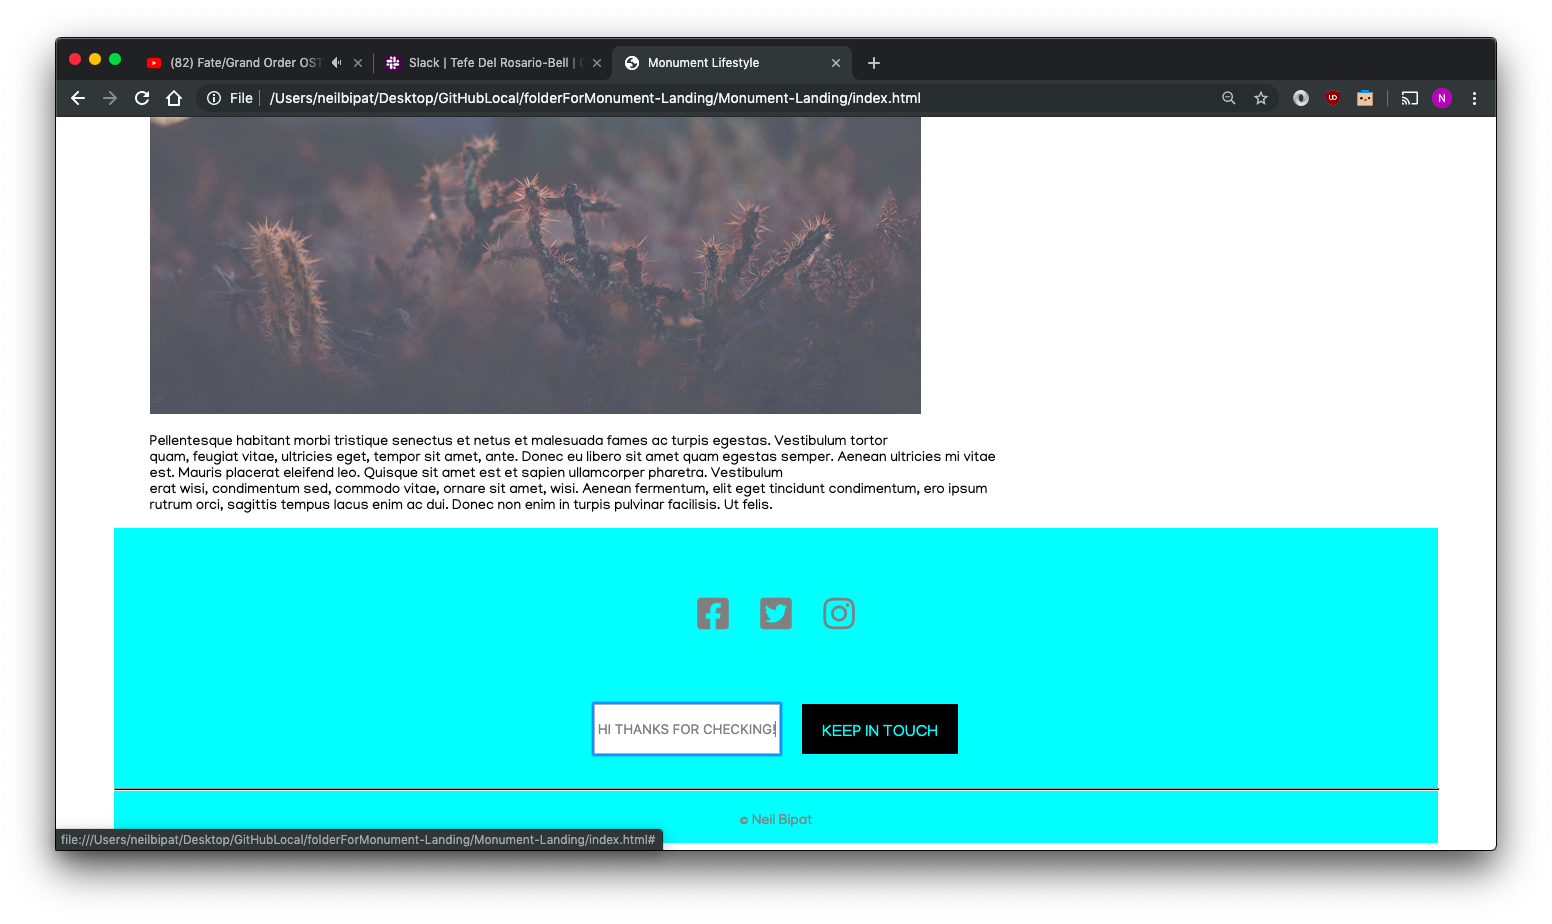 (82) Fate/Grand Order OST
Slack | Tefe Del Rosario-Bell |
Monument Lifestyle
File | /Users/neilbipat/Desktop/GitHubLocal/folderForMonument-Landing/Monument-Landing/index.html
UD
N
Pellentesque habitant morbi tristique senectus et netus et malesuada fames ac turpis egestas. Vestibulum tortor
quam, feugiat vitae, ultricies eget, tempor sit amet, ante. Donec eu libero sit amet quam egestas semper. Aenean ultricies mi vitae
est. Mauris placerat eleifend leo. Quisque sit amet est et sapien ullamcorper pharetra. Vestibulum
erat wisi, condimentum sed, commodo vitae, ornare sit amet, wisi. Aenean fermentum, elit eget tincidunt condimentum, ero ipsum
rutrum orci, sagittis tempus lacus enim ac dui. Donec non enim in turpis pulvinar facilisis. Ut felis.
HI THANKS FOR CHECKING!
KEEP IN TOUCH
© Neil Bipat
file:///Users/neilbipat/Desktop/GitHubLocal/folderForMonument-Landing/Monument-Landing/index.html#